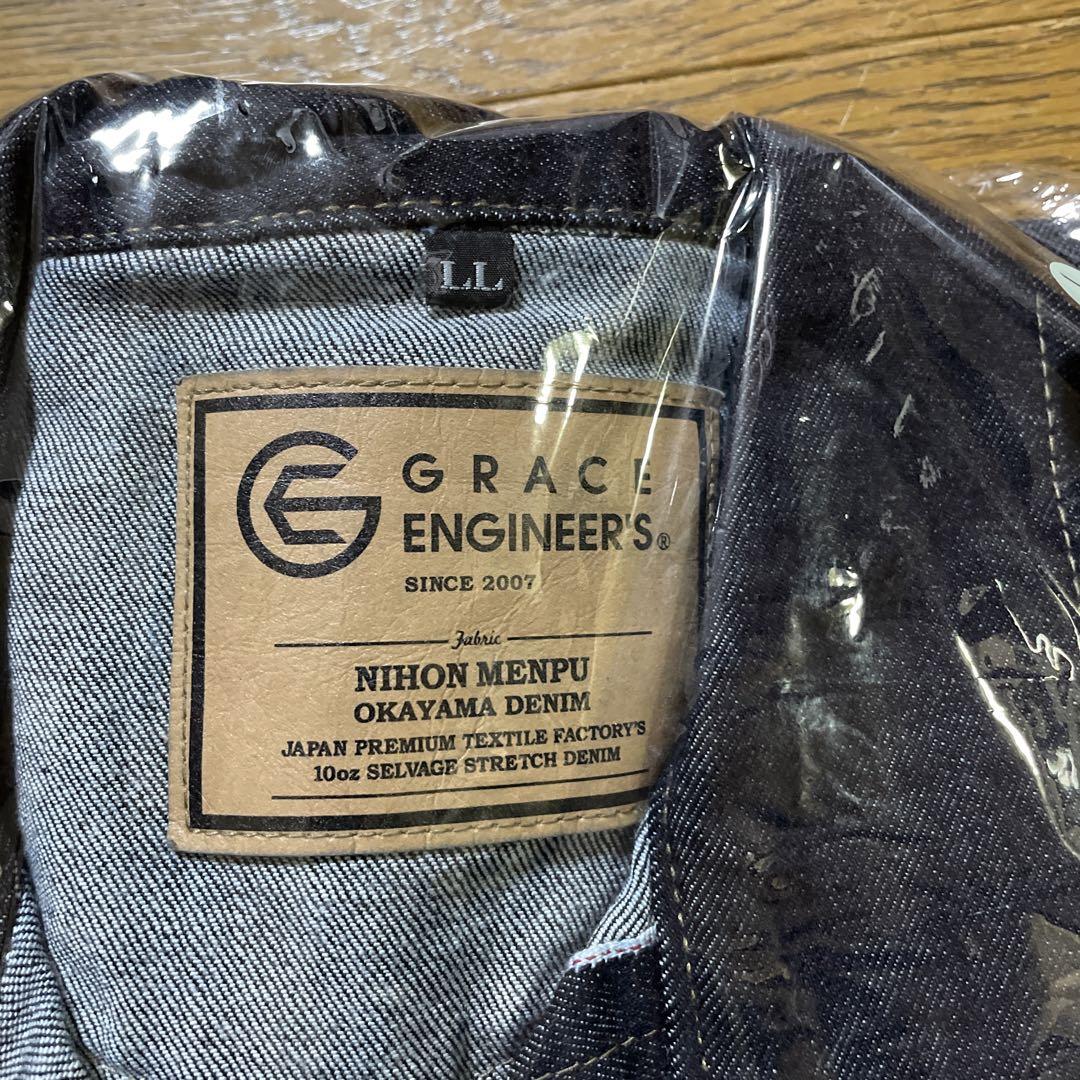 LL
GRACE
ENGINEER'S®
SINCE 2007
Fabric
NIHON MENPU
OKAYAMA DENIM
JAPAN PREMIUM TEXTILE FACTORY'S
10oz SELVAGE STRETCH DENIM